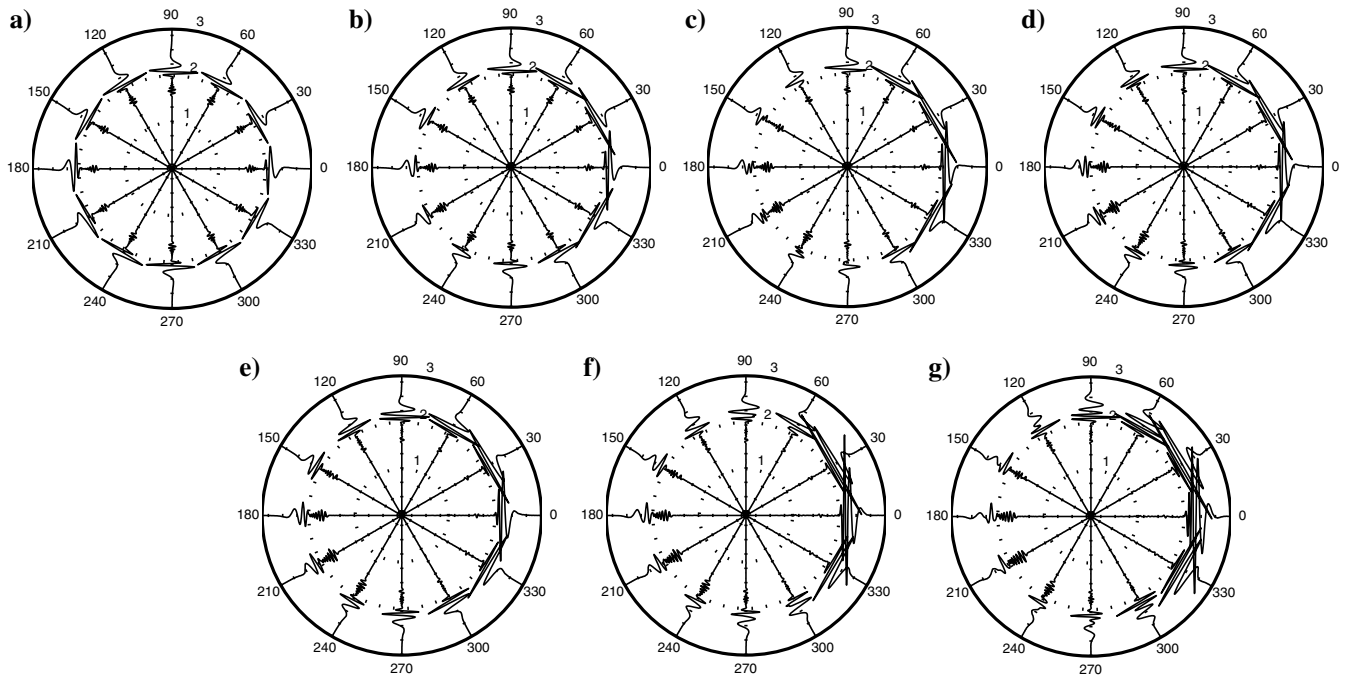 a) b) c) d)
90 90 90 90
3 3 3 3
120 60 120 60 120 60 120 60
2 2 2 2
150 30 150 30 150 30 150 30
1 1 1 1
180 0 180 0 180 0 180 0
210 330 210 330 210 330 210 330
240 300 240 300 240 300 240 300
270 270 270 270
e) f) g)
90 90 90
3 3 3
120 60 120 60 120 60
2 2 2
150 30 150 30 150 30
1 1 1
180 0 180 0 180 0
210 330 210 330 210 330
240 300 240 300 240 300
270 270 270